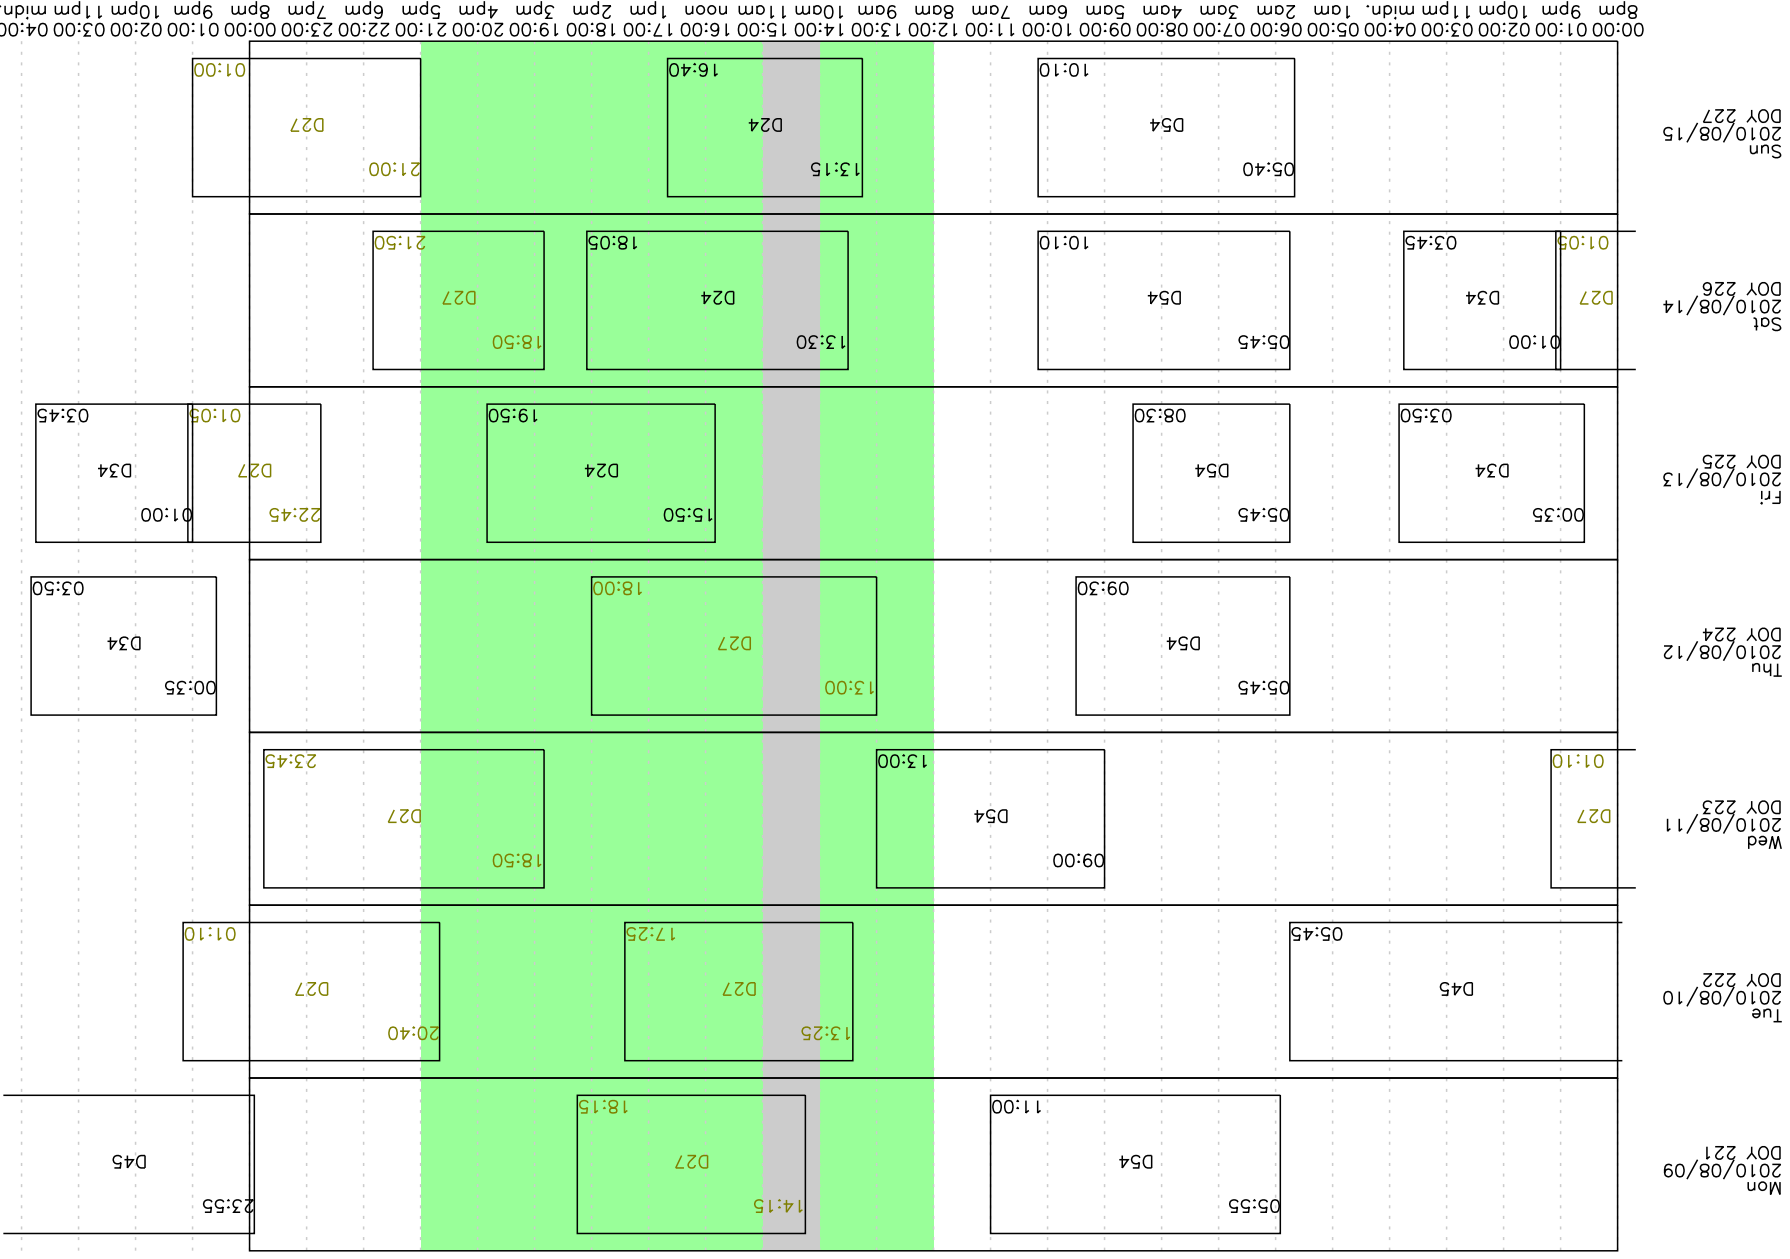 Mon
2010/08/09
DOY 221
05:55
D54
11:00
14:15
D27
18:15
23:55
D45
Tue
2010/08/10
DOY 222
D45
05:45
13:25
D27
17:25
20:40
D27
01:10
Wed
2010/08/11
DOY 223
D27
01:10
09:00
D54
13:00
18:50
D27
23:45
Thu
2010/08/12
DOY 224
05:45
D54
09:30
13:00
D27
18:00
00:35
D34
03:50
Fri
2010/08/13
DOY 225
00:35
D34
03:50
05:45
D54
08:30
15:50
D24
19:50
22:45
D27
01:05
01:00
D34
03:45
Sat
2010/08/14
DOY 226
D27
01:05
01:00
D34
03:45
05:45
D54
10:10
13:30
D24
18:05
18:50
D27
21:50
Sun
2010/08/15
DOY 227
05:40
D54
10:10
13:15
D24
16:40
21:00
D27
01:00
00:00 01:00 02:00 03:00 04:00 05:00 06:00 07:00 08:00 09:00 10:00 11:00 12:00 13:00 14:00 15:00 16:00 17:00 18:00 19:00 20:00 21:00 22:00 23:00 00:00 01:00 02:00 03:00 04:00
8pm 9pm 10pm 11pm midn. 1am 2am 3am 4am 5am 6am 7am 8am 9am 10am 11am 12 noon 1pm 2pm 3pm 4pm 5pm 6pm 7pm 8pm 9pm 10pm 11pm midn.